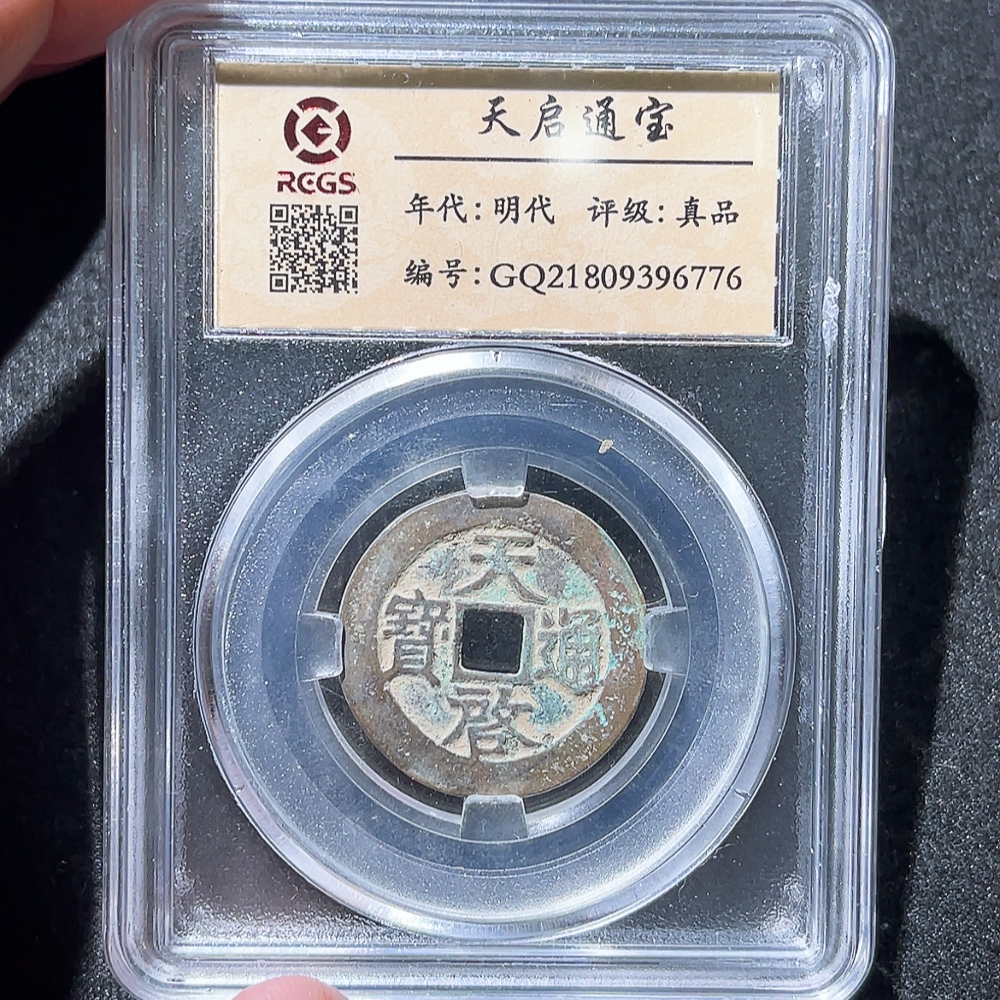 天启通宝
RCGS
年代：明代 评级：真品
编号：GQ21809396776
天
寳 通
啓